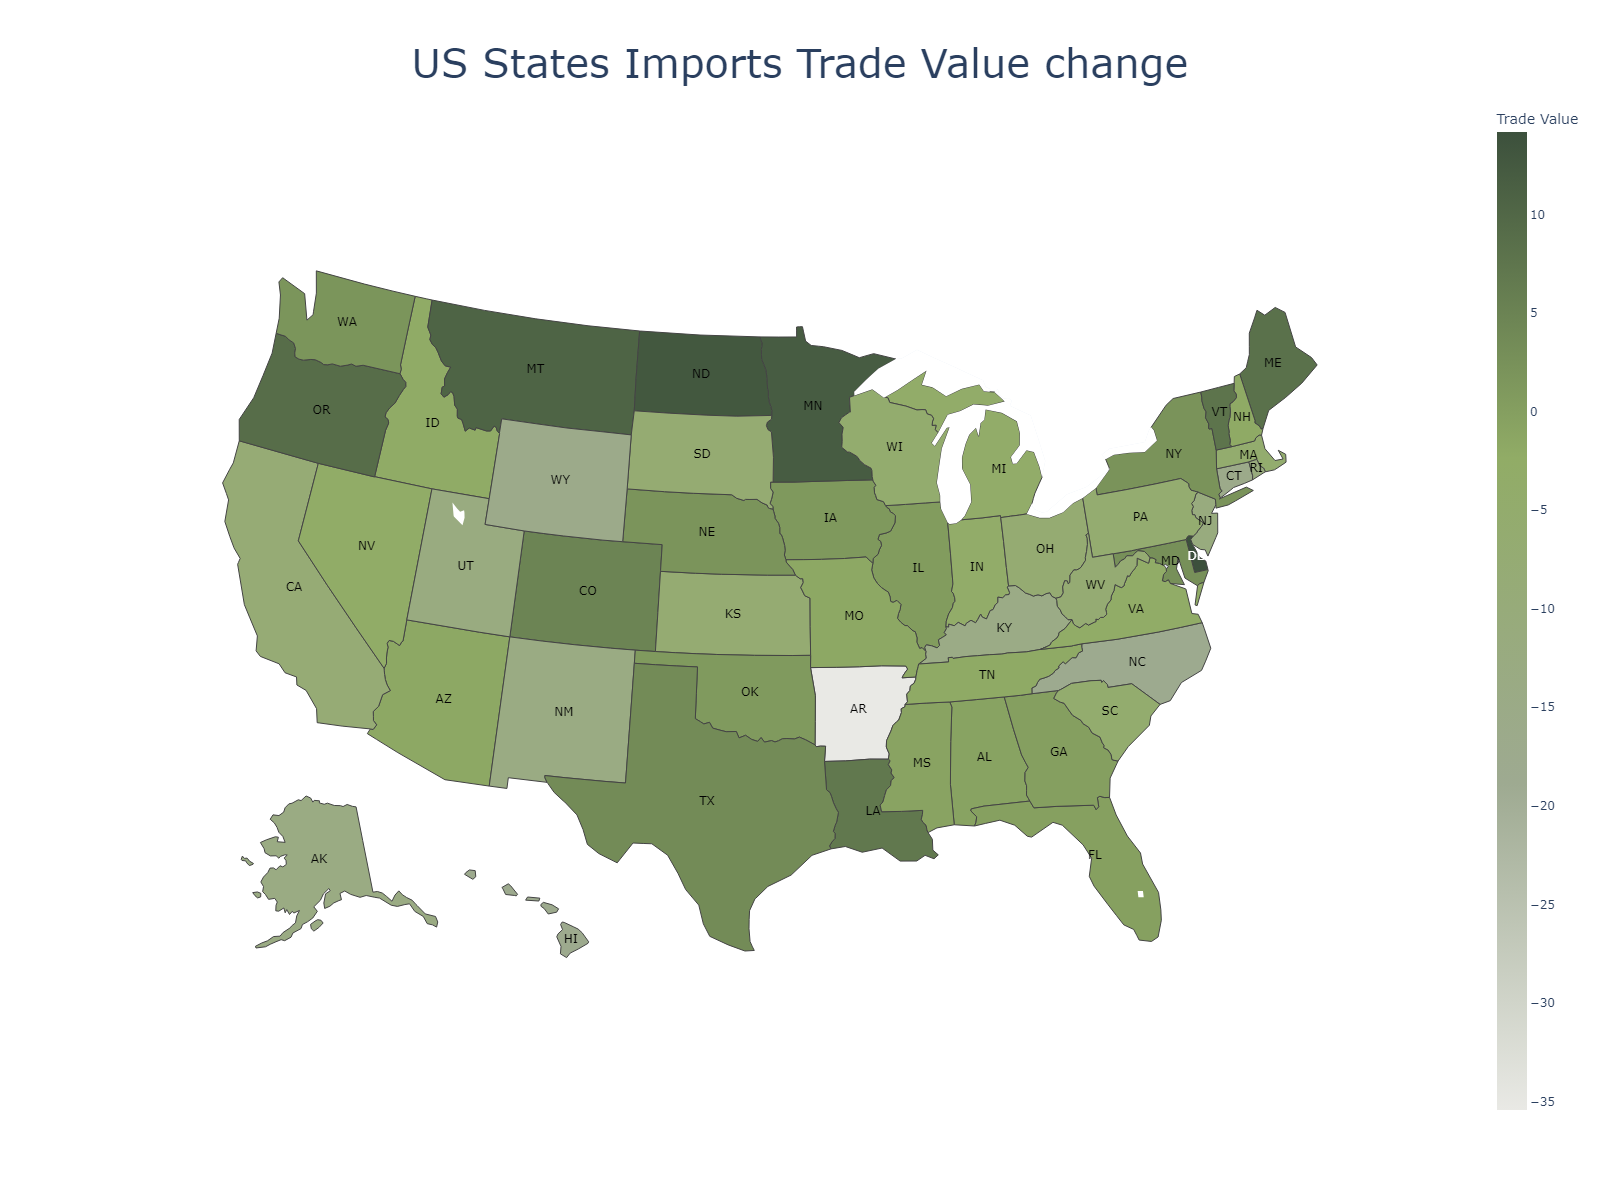 US States Imports Trade Value change
Trade Value
10
5
0
−5
−10
−15
−20
−25
−30
−35
WA
OR
ID
MT
ND
MN
ME
VT
NH
WI
MI
NY
MA
RI
CT
SD
WY
CA
NV
UT
CO
NE
IA
IL
IN
OH
PA
NJ
DE
MD
WV
VA
KS
MO
KY
NC
TN
AZ
NM
OK
AR
SC
MS
AL
GA
TX
LA
FL
AK
HI